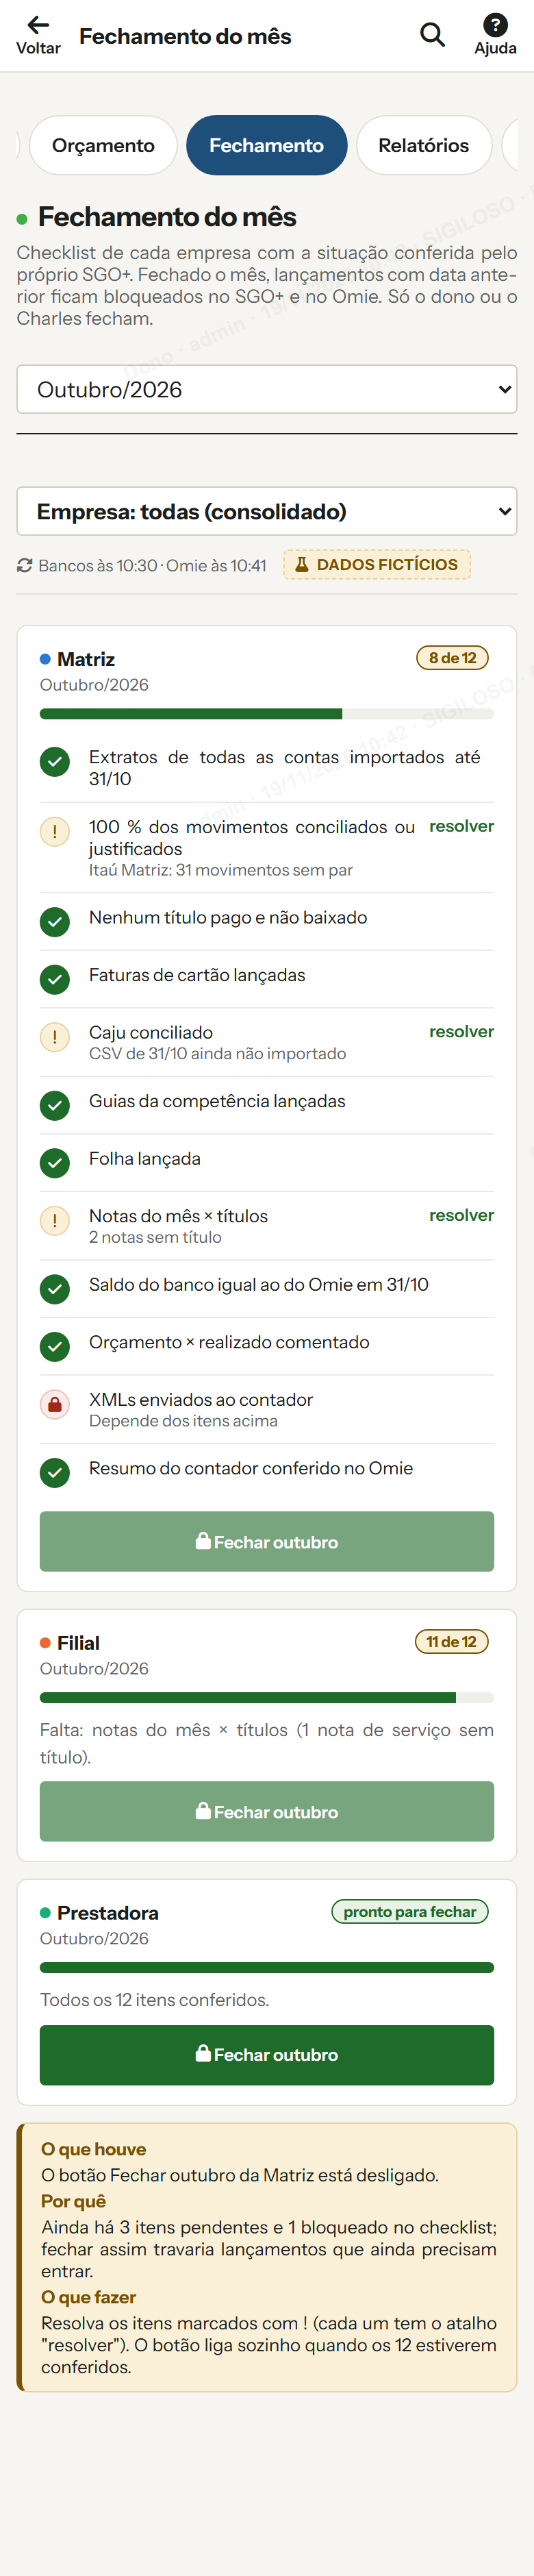 Voltar
Fechamento do mês
Ajuda
Orçamento
Fechamento
Relatórios
Fechamento do mês
Checklist de cada empresa com a situação conferida pelo
próprio SGO+. Fechado o mês, lançamentos com data ante-
rior ficam bloqueados no SGO+ e no Omie. Só o dono ou o
Charles fecham.
Outubro/2026
Empresa: todas (consolidado)
Bancos às 10:30 · Omie às 10:41
DADOS FICTÍCIOS
Matriz
8 de 12
Outubro/2026
Extratos de todas as contas importados até
31/10
100 % dos movimentos conciliados ou
justificados
resolver
Itaú Matriz: 31 movimentos sem par
Nenhum título pago e não baixado
Faturas de cartão lançadas
Caju conciliado
resolver
CSV de 31/10 ainda não importado
Guias da competência lançadas
Folha lançada
Notas do mês × títulos
resolver
2 notas sem título
Saldo do banco igual ao do Omie em 31/10
Orçamento × realizado comentado
XMLs enviados ao contador
Depende dos itens acima
Resumo do contador conferido no Omie
Fechar outubro
Filial
11 de 12
Outubro/2026
Falta: notas do mês × títulos (1 nota de serviço sem
título).
Fechar outubro
Prestadora
pronto para fechar
Outubro/2026
Todos os 12 itens conferidos.
Fechar outubro
O que houve
O botão Fechar outubro da Matriz está desligado.
Por quê
Ainda há 3 itens pendentes e 1 bloqueado no checklist;
fechar assim travaria lançamentos que ainda precisam
entrar.
O que fazer
Resolva os itens marcados com ! (cada um tem o atalho
"resolver"). O botão liga sozinho quando os 12 estiverem
conferidos.